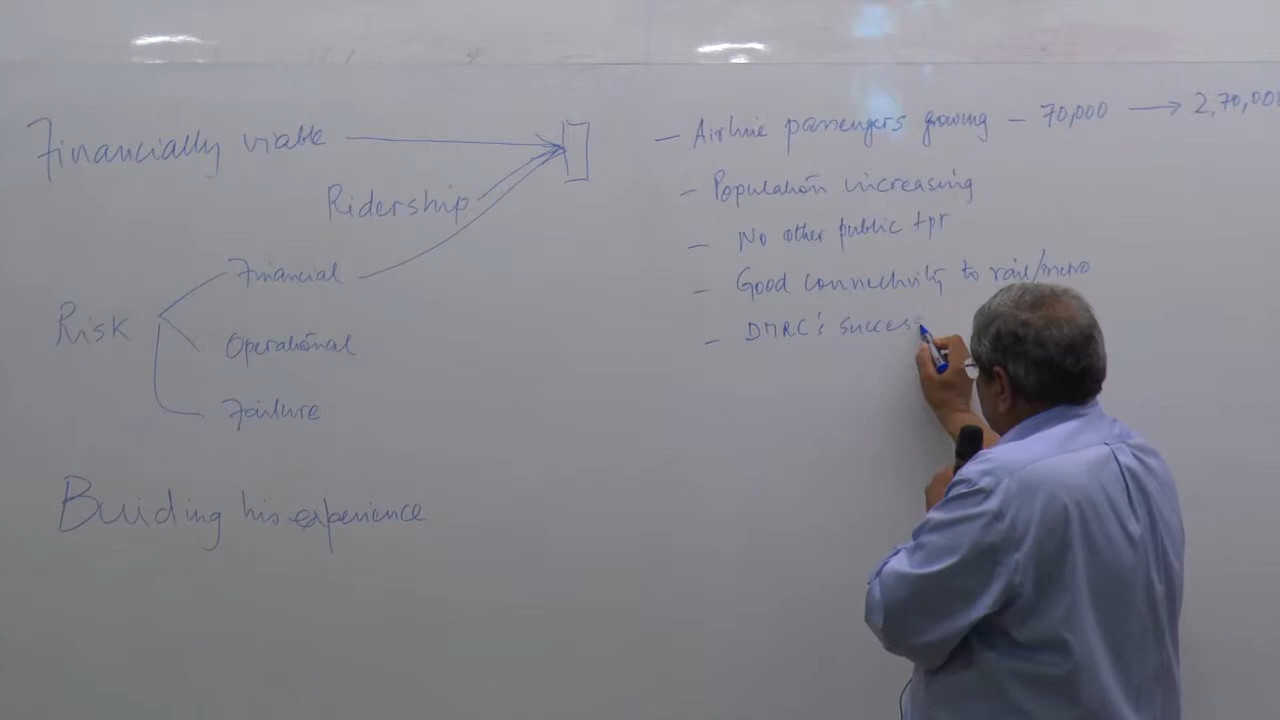 Financially viable
Ridership
Financial
Risk
Operational
Failure
Building his experience
- Airline passengers growing - 70,000 → 2,70,000
- Population increasing
- No other public tpt
- Good connectivity to rail/metro
- DMRC's succes